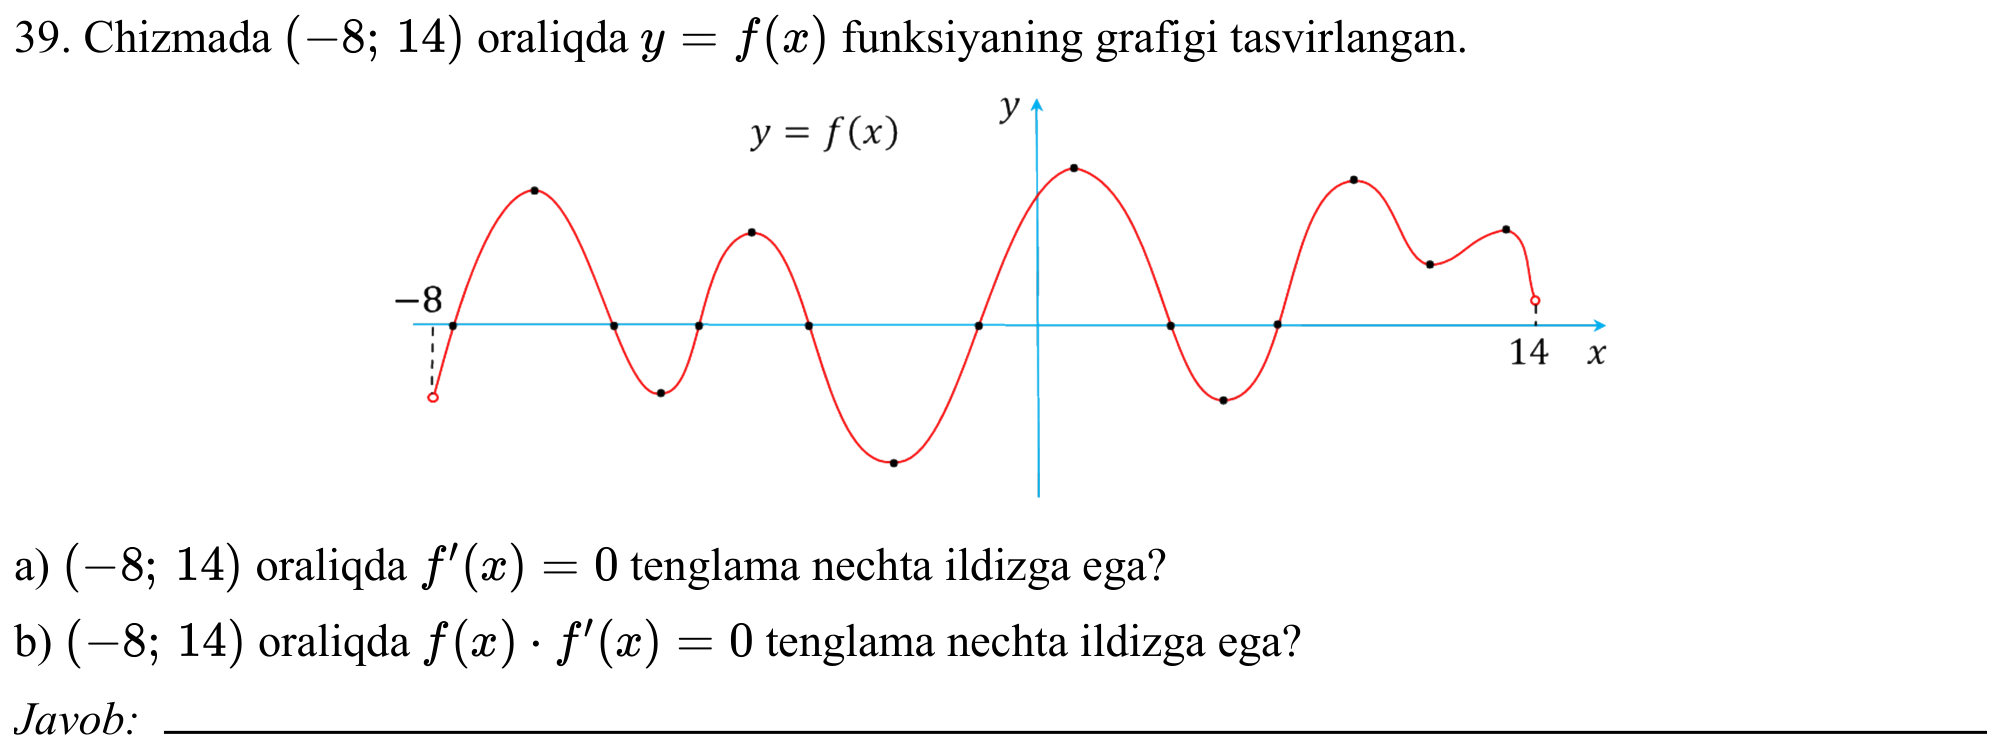 39. Chizmada (−8; 14) oraliqda y = f(x) funksiyaning grafigi tasvirlangan.
y
y = f(x)
−8
14 x
a) (−8; 14) oraliqda f′(x) = 0 tenglama nechta ildizga ega?
b) (−8; 14) oraliqda f(x) · f′(x) = 0 tenglama nechta ildizga ega?
Javob: